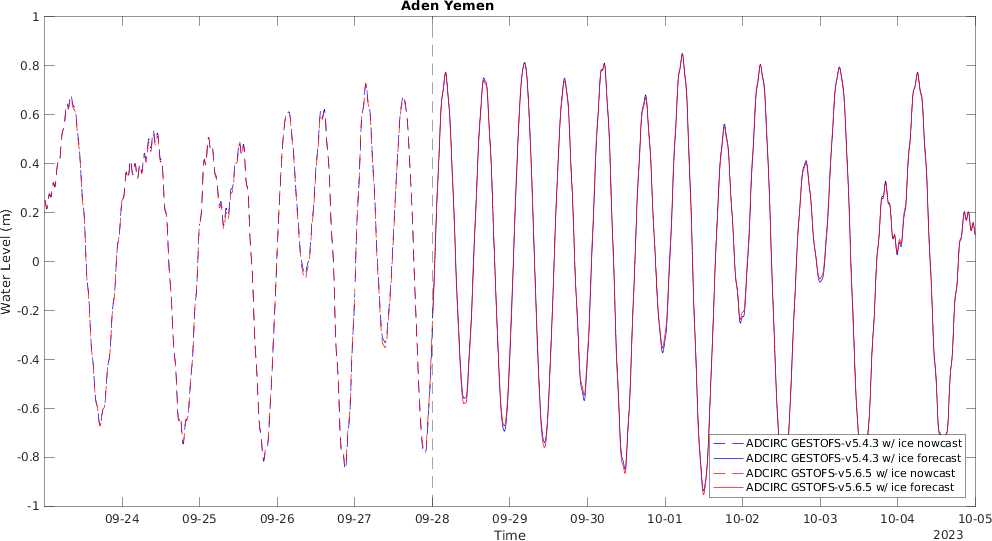 Aden Yemen
1
0.8
0.6
0.4
0.2
0
-0.2
-0.4
-0.6
-0.8
-1
Water Level (m)
ADCIRC GESTOFS-v5.4.3 w/ ice nowcast
ADCIRC GESTOFS-v5.4.3 w/ ice forecast
ADCIRC GSTOFS-v5.6.5 w/ ice nowcast
ADCIRC GSTOFS-v5.6.5 w/ ice forecast
09-24 09-25 09-26 09-27 09-28 09-29 09-30 10-01 10-02 10-03 10-04 10-05
Time
2023